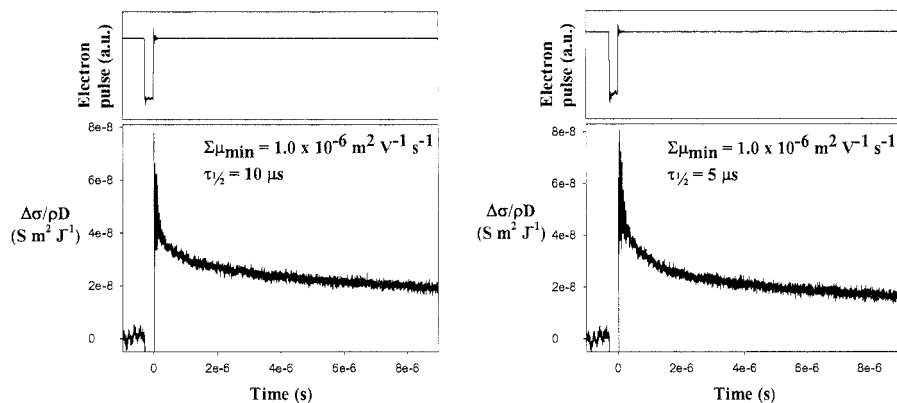 Electron
pulse (a.u.)
8e-8
6e-8
4e-8
2e-8
0
Δσ/ρD
(S m² J⁻¹)
Σμmin = 1.0 x 10⁻⁶ m² V⁻¹ s⁻¹
τ½ = 10 μs
0
2e-6
4e-6
6e-6
8e-6
Time (s)
Electron
pulse (a.u.)
8e-8
6e-8
4e-8
2e-8
0
Δσ/ρD
(S m² J⁻¹)
Σμmin = 1.0 x 10⁻⁶ m² V⁻¹ s⁻¹
τ½ = 5 μs
0
2e-6
4e-6
6e-6
8e-6
Time (s)